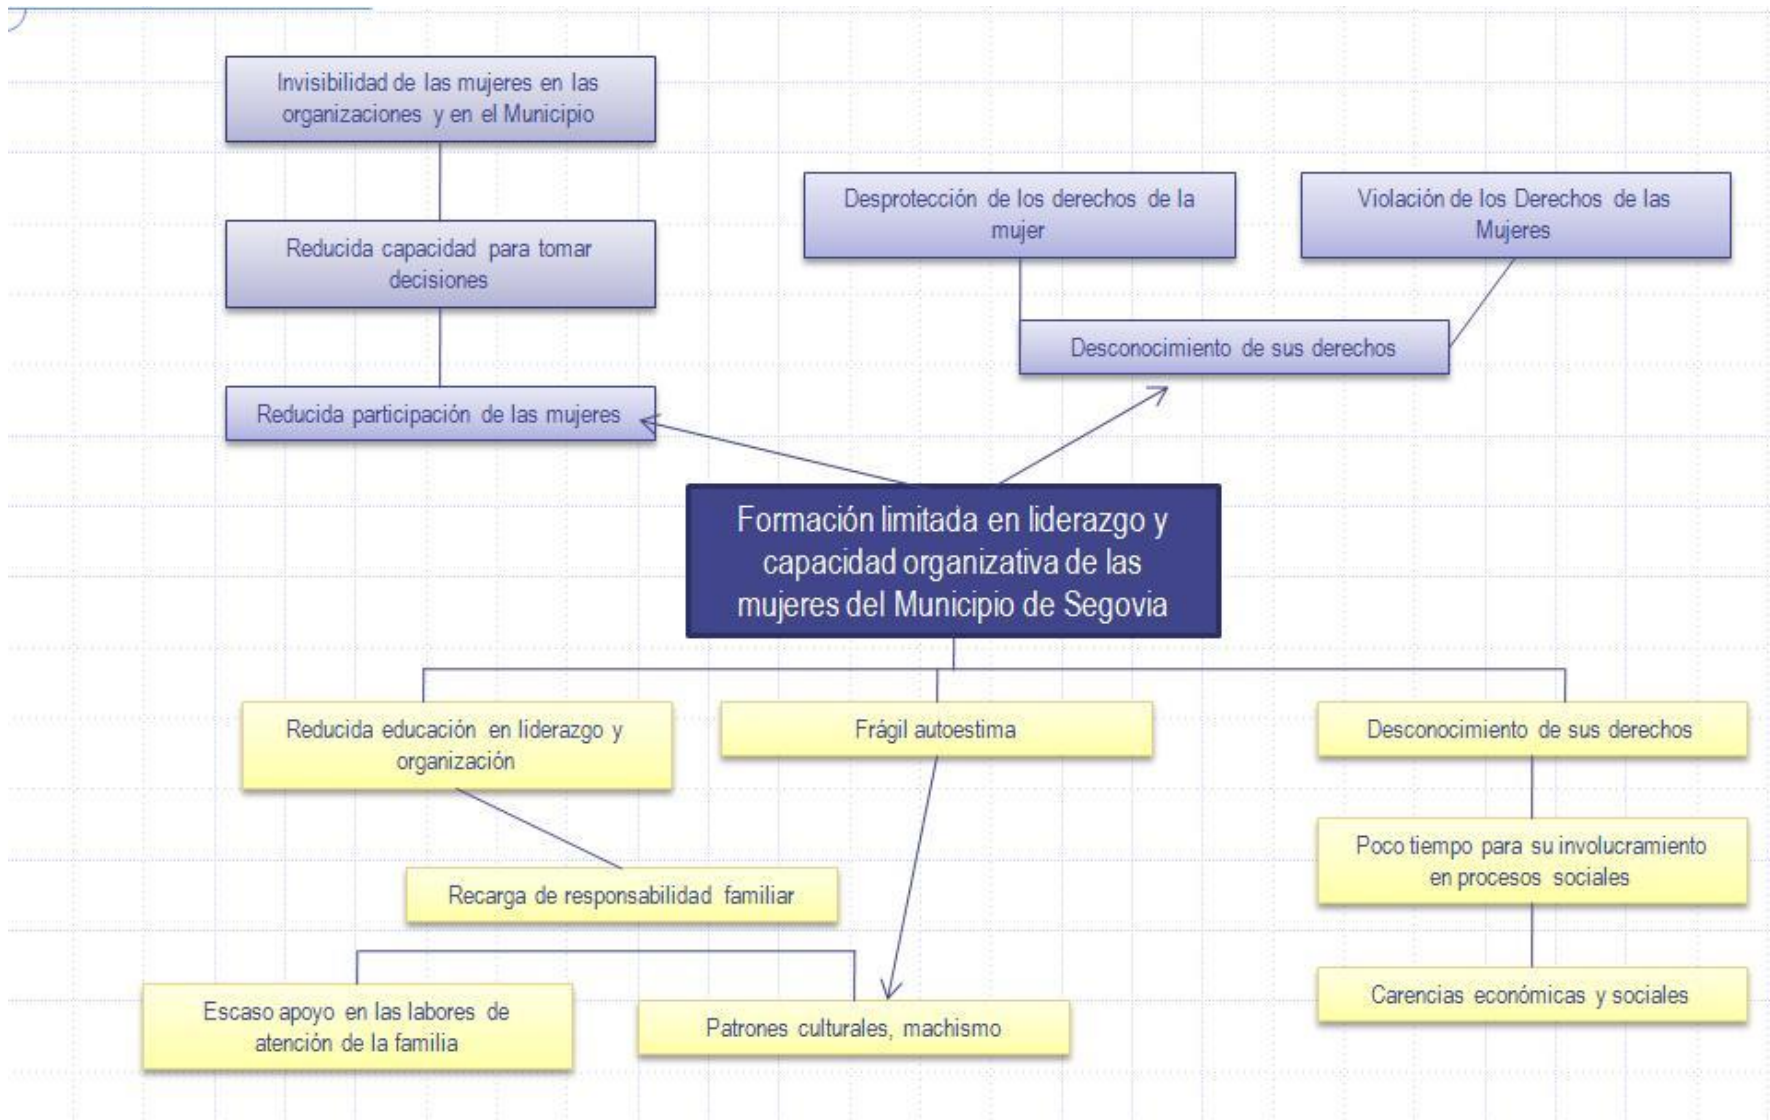 Invisibilidad de las mujeres en las
organizaciones y en el Municipio
Desprotección de los derechos de la
mujer
Violación de los Derechos de las
Mujeres
Reducida capacidad para tomar
decisiones
Desconocimiento de sus derechos
Reducida participación de las mujeres
Formación limitada en liderazgo y
capacidad organizativa de las
mujeres del Municipio de Segovia
Reducida educación en liderazgo y
organización
Frágil autoestima
Desconocimiento de sus derechos
Recarga de responsabilidad familiar
Poco tiempo para su involucramiento
en procesos sociales
Escaso apoyo en las labores de
atención de la familia
Patrones culturales, machismo
Carencias económicas y sociales